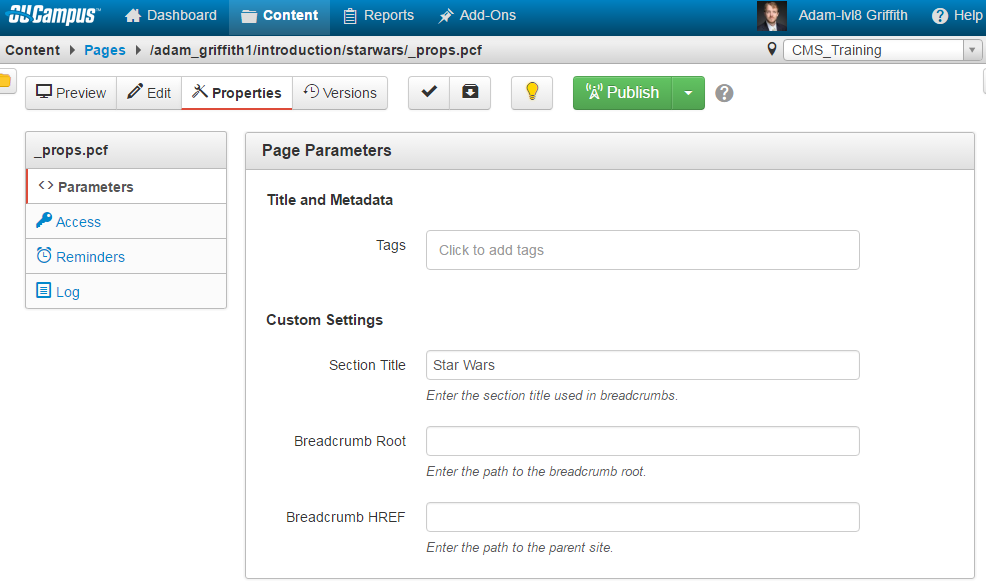 OUCampus™ Dashboard Content Reports Add-Ons Adam-lvl8 Griffith ? Help
Content Pages /adam_griffith1/introduction/starwars/_props.pcf CMS_Training
Preview Edit Properties Versions Publish ?
_props.pcf
Parameters
Access
Reminders
Log
Page Parameters
Title and Metadata
Tags Click to add tags
Custom Settings
Section Title Star Wars
Enter the section title used in breadcrumbs.
Breadcrumb Root
Enter the path to the breadcrumb root.
Breadcrumb HREF
Enter the path to the parent site.